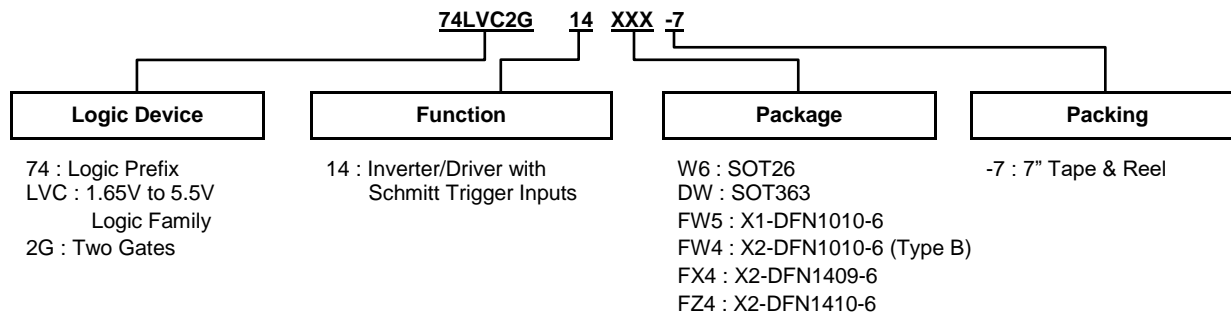 74LVC2G 14 XXX -7
Logic Device
Function
Package
Packing
74 : Logic Prefix
LVC : 1.65V to 5.5V
Logic Family
2G : Two Gates
14 : Inverter/Driver with
Schmitt Trigger Inputs
W6 : SOT26
DW : SOT363
FW5 : X1-DFN1010-6
FW4 : X2-DFN1010-6 (Type B)
FX4 : X2-DFN1409-6
FZ4 : X2-DFN1410-6
-7 : 7” Tape & Reel